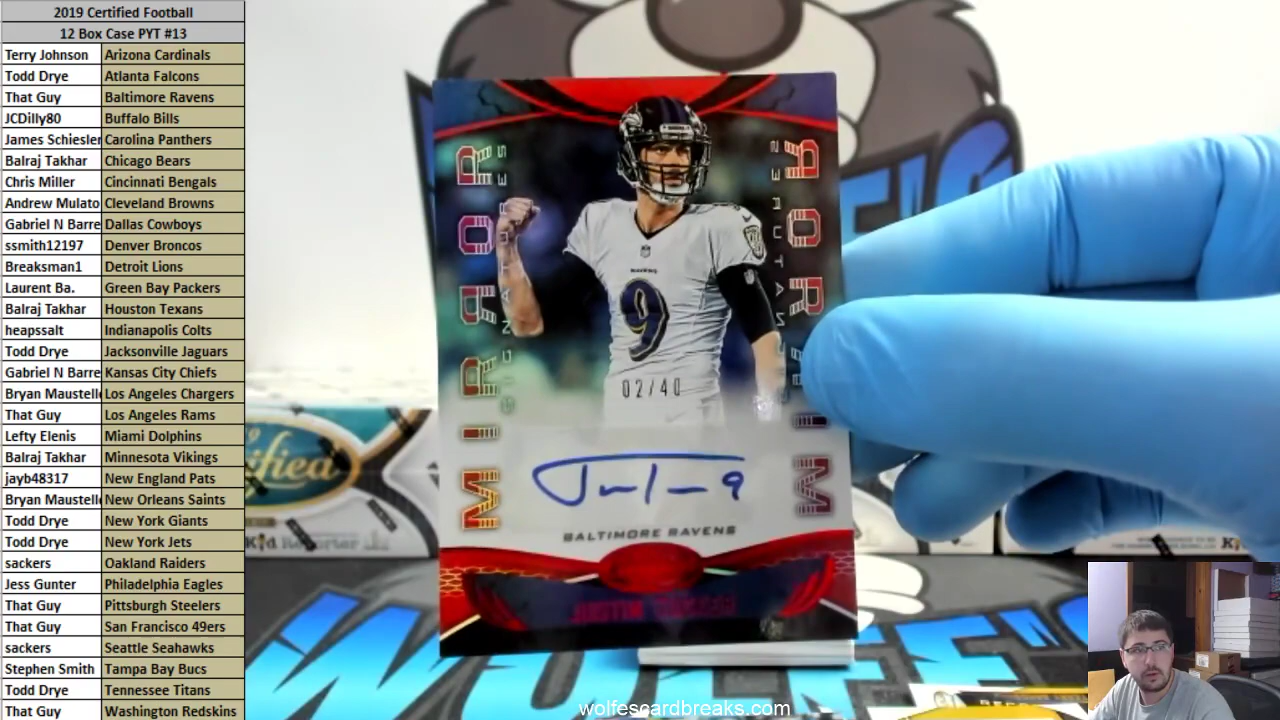 2019 Certified Football
12 Box Case PYT #13
Terry Johnson Arizona Cardinals
Todd Drye Atlanta Falcons
That Guy Baltimore Ravens
JCDilly80 Buffalo Bills
James Schiesler Carolina Panthers
Balraj Takhar Chicago Bears
Chris Miller Cincinnati Bengals
Andrew Mulato Cleveland Browns
Gabriel N Barre Dallas Cowboys
ssmith12197 Denver Broncos
Breaksman1 Detroit Lions
Laurent Ba. Green Bay Packers
Balraj Takhar Houston Texans
heapssalt Indianapolis Colts
Todd Drye Jacksonville Jaguars
Gabriel N Barre Kansas City Chiefs
Bryan Maustelle Los Angeles Chargers
That Guy Los Angeles Rams
Lefty Elenis Miami Dolphins
Balraj Takhar Minnesota Vikings
jayb48317 New England Pats
Bryan Maustelle New Orleans Saints
Todd Drye New York Giants
Todd Drye New York Jets
sackers Oakland Raiders
Jess Gunter Philadelphia Eagles
That Guy Pittsburgh Steelers
That Guy San Francisco 49ers
sackers Seattle Seahawks
Stephen Smith Tampa Bay Bucs
Todd Drye Tennessee Titans
That Guy Washington Redskins
MIRROR
SIGNATURES
MIRROR
SIGNATURES
RAVENS
9
02/40
BALTIMORE RAVENS
JUSTIN TUCKER
WOLFE'S
wolfescardbreaks.com